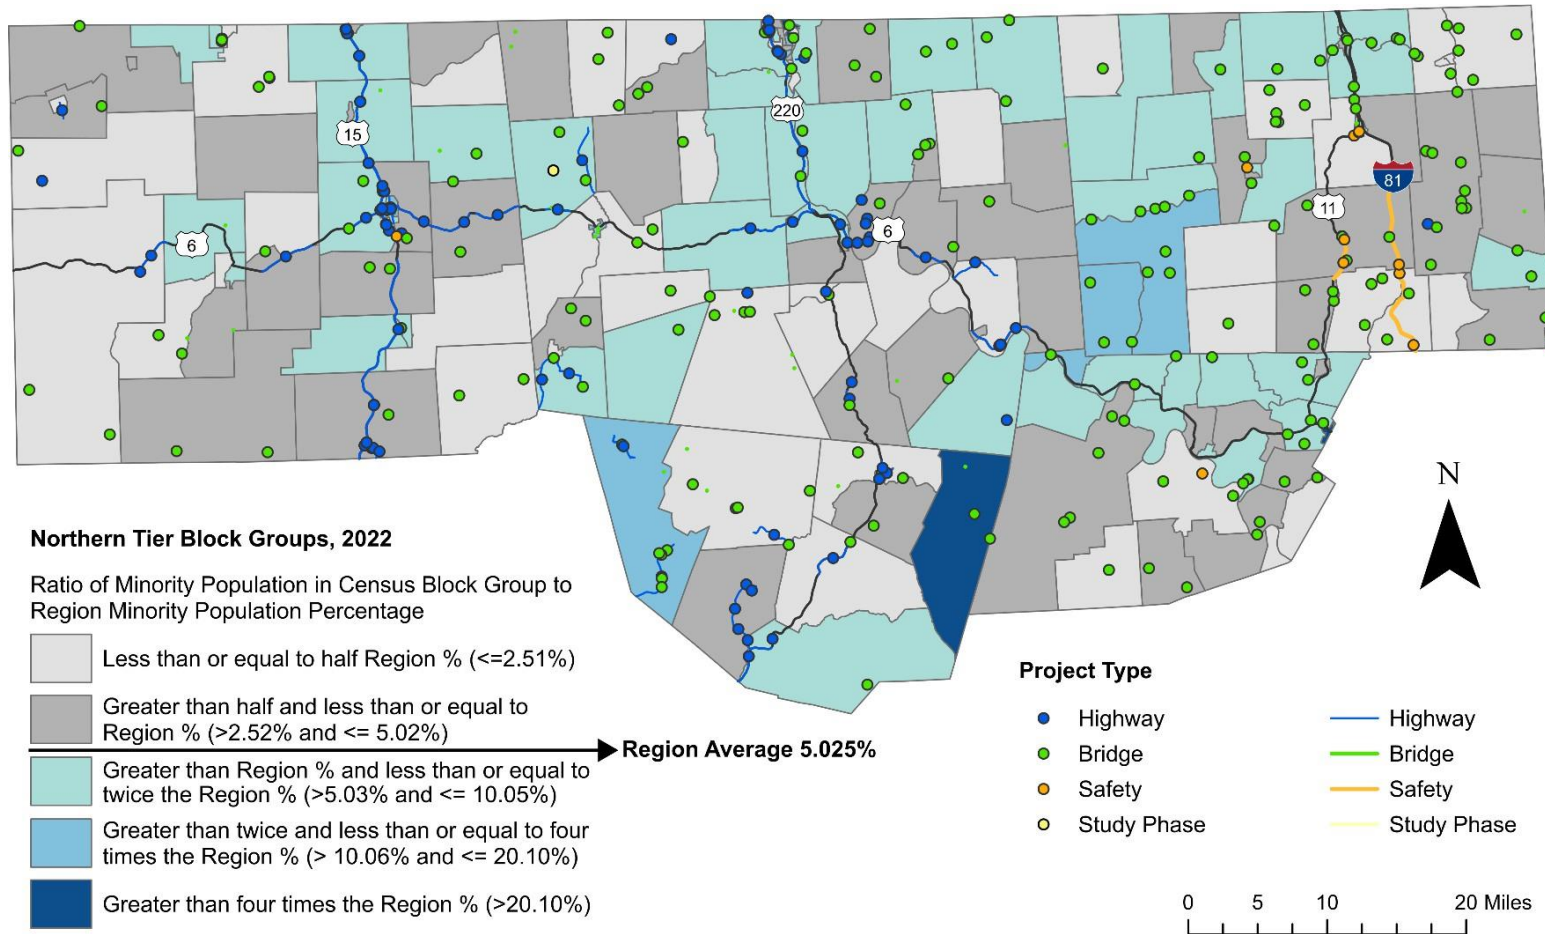 15
220
6
6
11
81
N
Northern Tier Block Groups, 2022
Ratio of Minority Population in Census Block Group to
Region Minority Population Percentage
Less than or equal to half Region % (<=2.51%)
Greater than half and less than or equal to
Region % (>2.52% and <= 5.02%)
Region Average 5.025%
Greater than Region % and less than or equal to
twice the Region % (>5.03% and <= 10.05%)
Greater than twice and less than or equal to four
times the Region % (> 10.06% and <= 20.10%)
Greater than four times the Region % (>20.10%)
Project Type
Highway Highway
Bridge Bridge
Safety Safety
Study Phase Study Phase
0 5 10 20 Miles